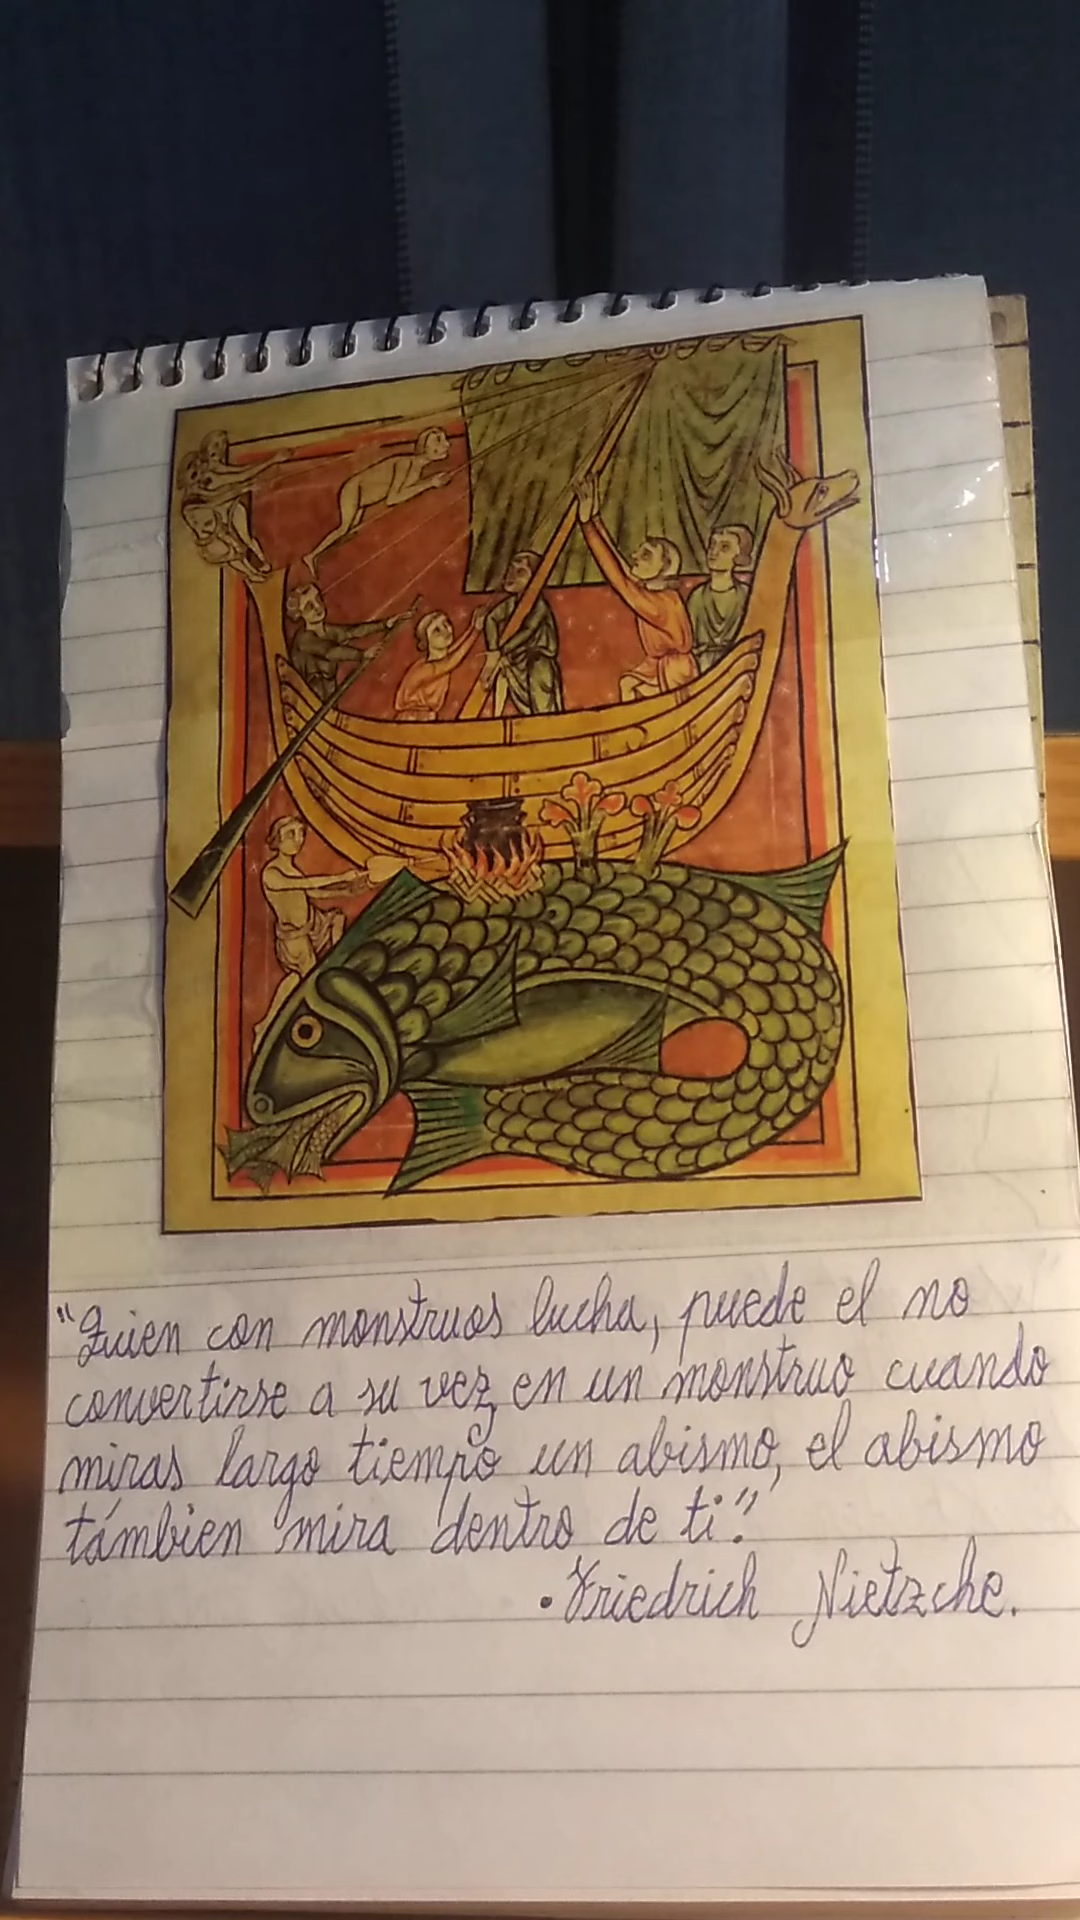 "Quien con monstruos lucha, puede el no
convertirse a su vez en un monstruo cuando
miras largo tiempo un abismo, el abismo
támbien mira dentro de ti."
• Friedrich Nietzche.